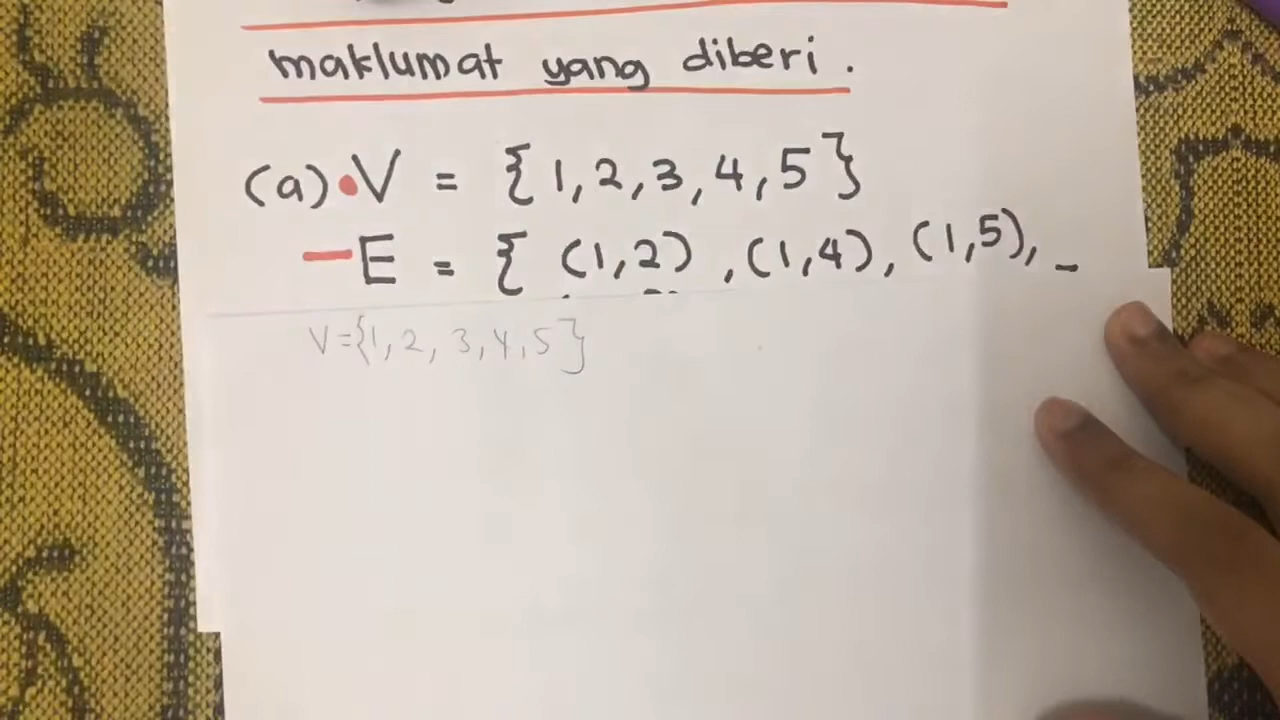 maklumat yang diberi.
(a) • V = {1, 2, 3, 4, 5}
– E = { (1,2), (1,4), (1,5),
V={1, 2, 3, 4, 5}